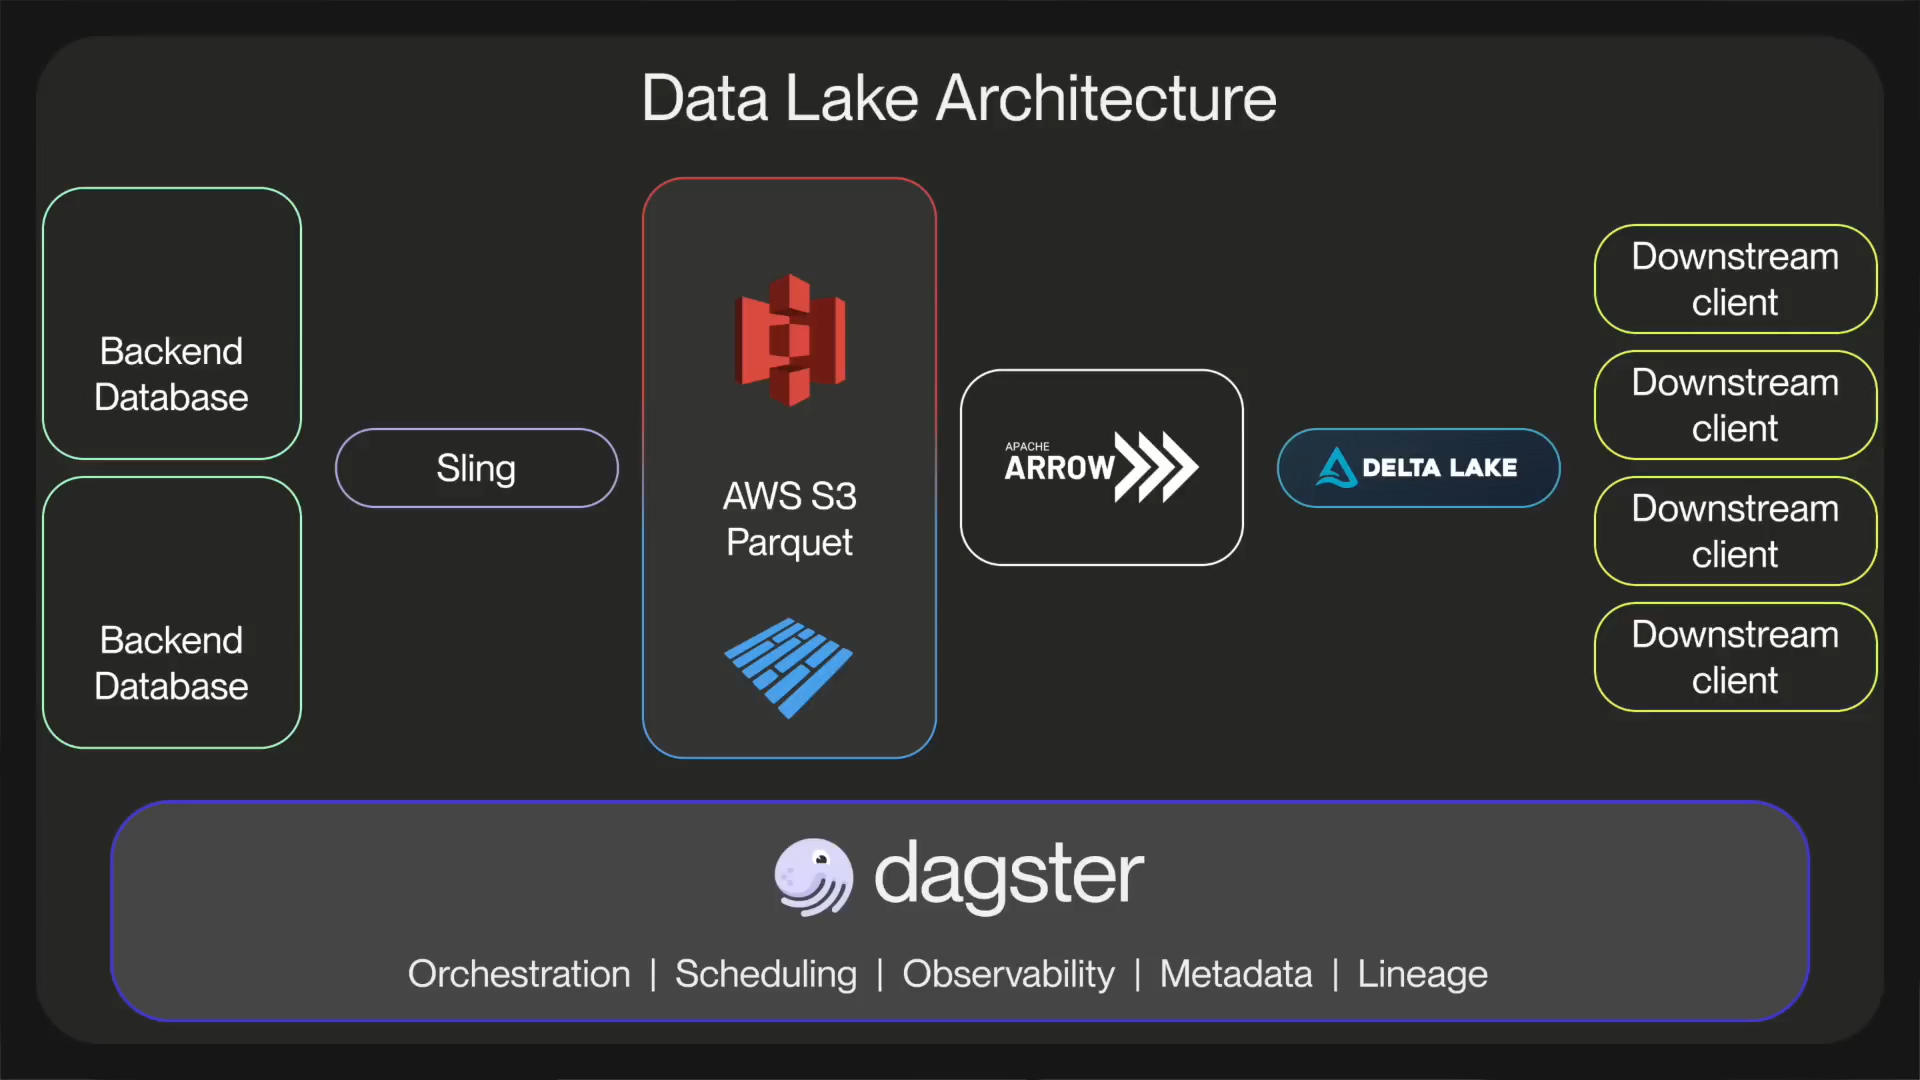 Data Lake Architecture
Backend
Database
Backend
Database
Sling
AWS S3
Parquet
APACHE
ARROW
DELTA LAKE
Downstream
client
Downstream
client
Downstream
client
Downstream
client
dagster
Orchestration | Scheduling | Observability | Metadata | Lineage